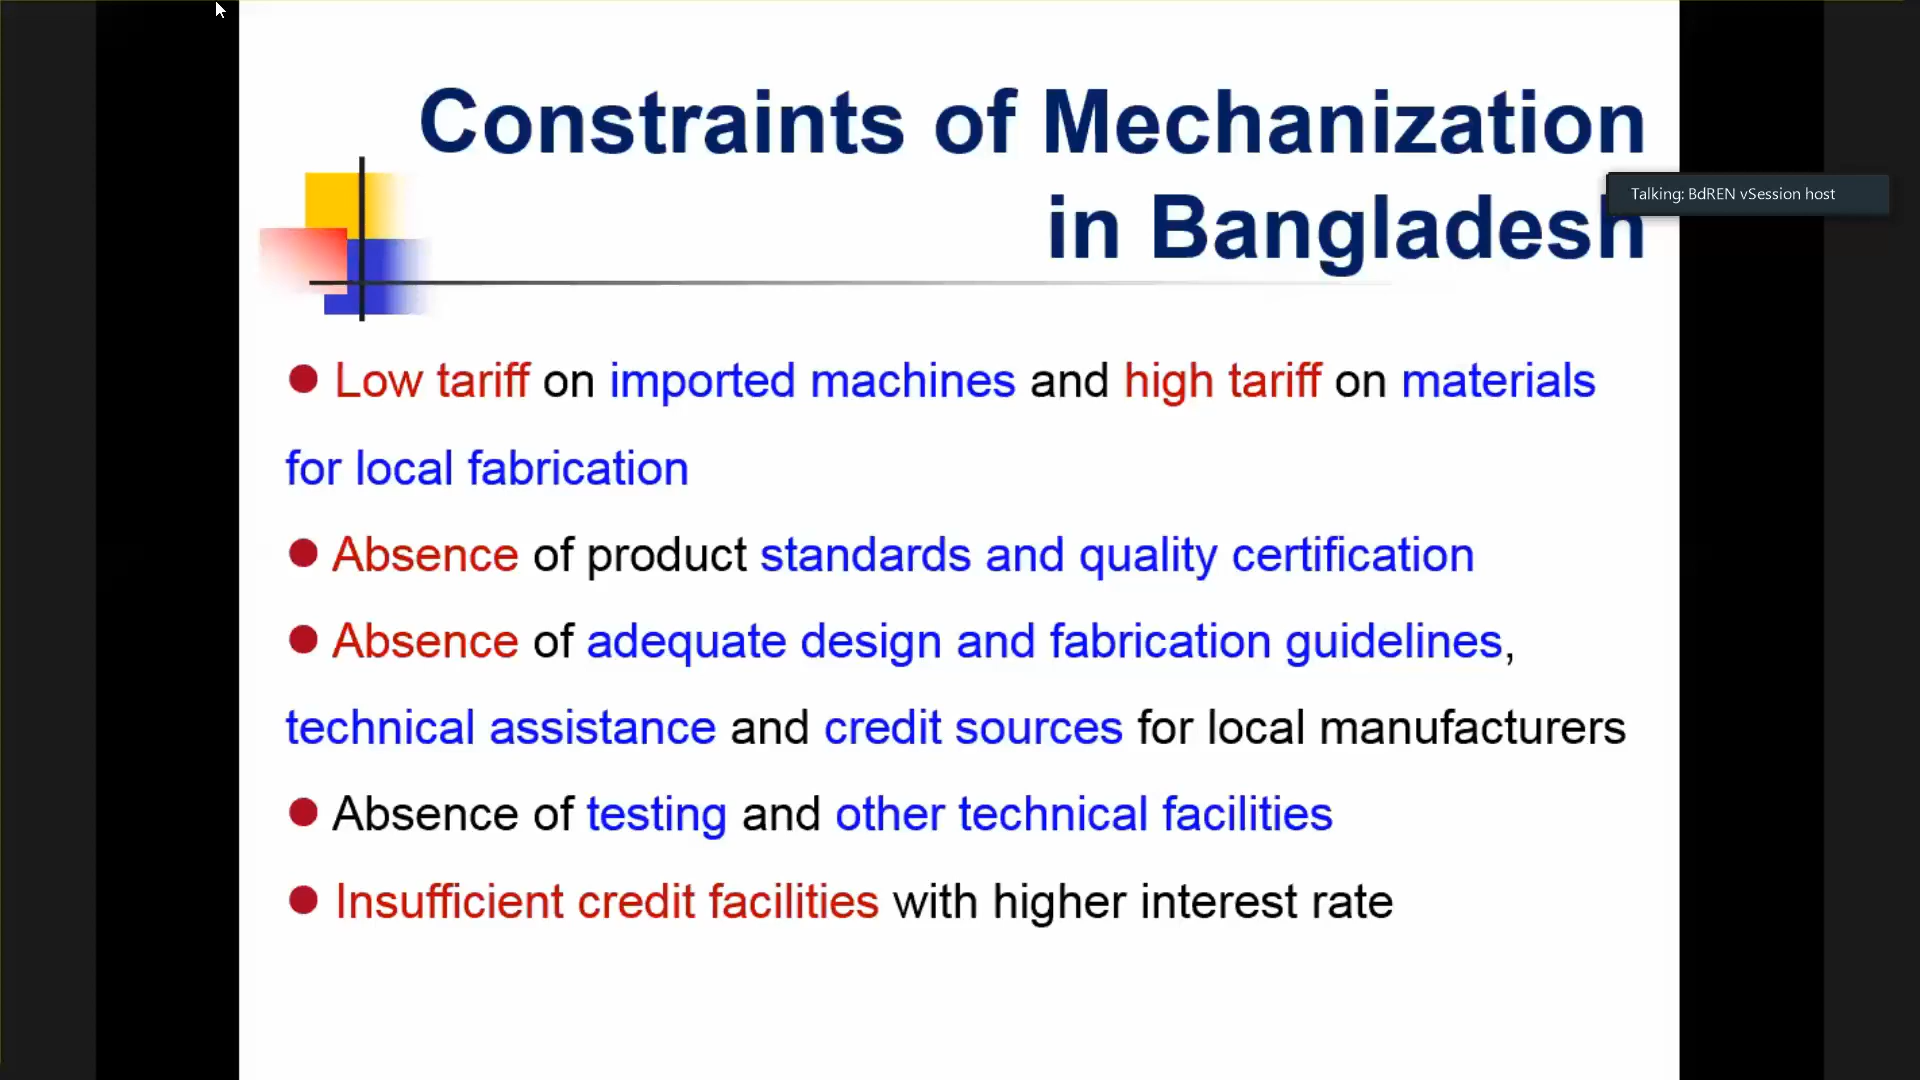 Constraints of Mechanization
in Bangladesh
Talking: BdREN vSession host
● Low tariff on imported machines and high tariff on materials
for local fabrication
● Absence of product standards and quality certification
● Absence of adequate design and fabrication guidelines,
technical assistance and credit sources for local manufacturers
● Absence of testing and other technical facilities
● Insufficient credit facilities with higher interest rate